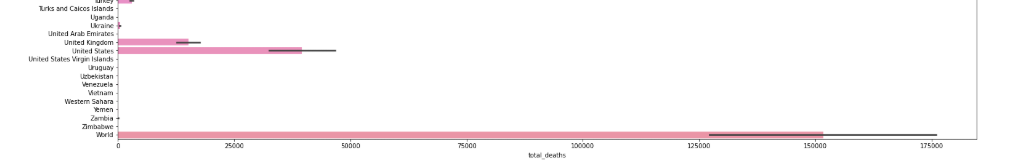 Turkey
Turks and Caicos Islands
Uganda
Ukraine
United Arab Emirates
United Kingdom
United States
United States Virgin Islands
Uruguay
Uzbekistan
Venezuela
Vietnam
Western Sahara
Yemen
Zambia
Zimbabwe
World
0 25000 50000 75000 100000 125000 150000 175000
total_deaths